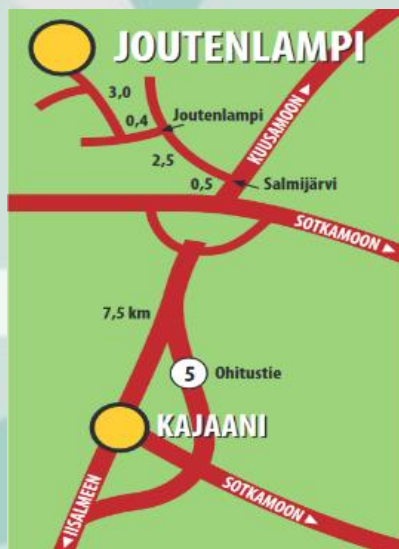 JOUTENLAMPI
3,0
0,4
Joutenlampi
KUUSAMOON ▶
2,5
0,5
Salmijärvi
SOTKAMOON ▶
7,5 km
5 Ohitustie
KAJAANI
SOTKAMOON ▶
◀ IISALMEEN